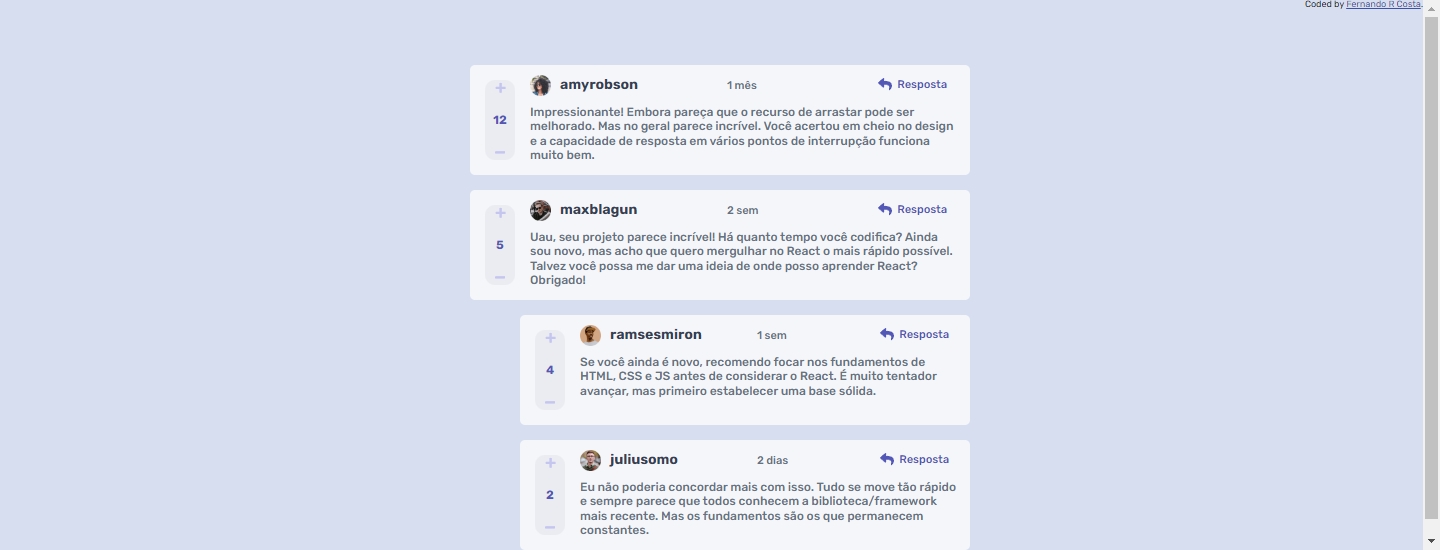 Coded by Fernando R Costa.
amyrobson 1 mês Resposta
+
12
–
Impressionante! Embora pareça que o recurso de arrastar pode ser
melhorado. Mas no geral parece incrível. Você acertou em cheio no design
e a capacidade de resposta em vários pontos de interrupção funciona
muito bem.
maxblagun 2 sem Resposta
+
5
–
Uau, seu projeto parece incrível! Há quanto tempo você codifica? Ainda
sou novo, mas acho que quero mergulhar no React o mais rápido possível.
Talvez você possa me dar uma ideia de onde posso aprender React?
Obrigado!
ramsesmiron 1 sem Resposta
+
4
–
Se você ainda é novo, recomendo focar nos fundamentos de
HTML, CSS e JS antes de considerar o React. É muito tentador
avançar, mas primeiro estabelecer uma base sólida.
juliusomo 2 dias Resposta
+
2
–
Eu não poderia concordar mais com isso. Tudo se move tão rápido
e sempre parece que todos conhecem a biblioteca/framework
mais recente. Mas os fundamentos são os que permanecem
constantes.